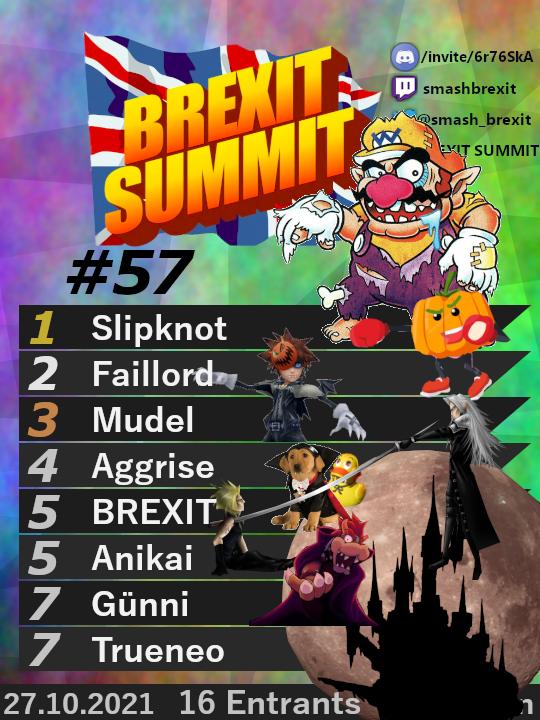 BREXIT
SUMMIT
/invite/6r76SkA
smashbrexit
@smash_brexit
SUMMIT
#57
1 Slipknot
2 Faillord
3 Mudel
4 Aggrise
5 BREXIT
5 Anikai
7 Günni
7 Trueneo
27.10.2021 16 Entrants